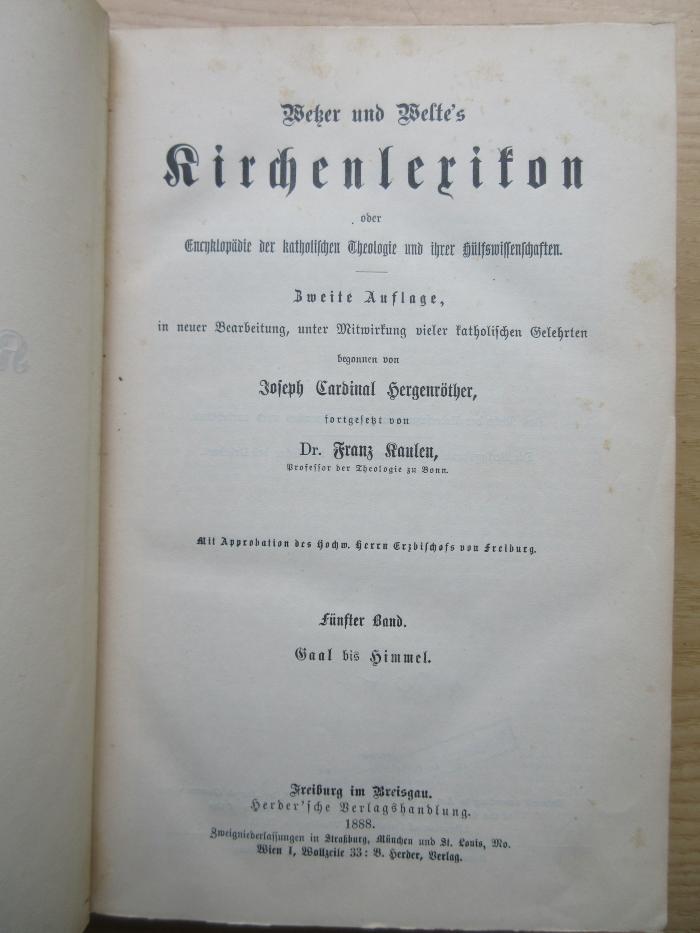 Wetzer und Welte's
Kirchenlexikon
oder
Encyklopädie der katholischen Theologie und ihrer Hülfswissenschaften.
Zweite Auflage,
in neuer Bearbeitung, unter Mitwirkung vieler katholischen Gelehrten
begonnen von
Joseph Cardinal Hergenröther,
fortgesetzt von
Dr. Franz Kaulen,
Professor der Theologie zu Bonn.
Mit Approbation des Hochw. Herrn Erzbischofs von Freiburg.
Fünfter Band.
Gaal bis Himmel.
Freiburg im Breisgau.
Herder'sche Verlagshandlung.
1888.
Zweigniederlassungen in Straßburg, München und St. Louis, Mo.
Wien I, Wollzeile 33: B. Herder, Verlag.